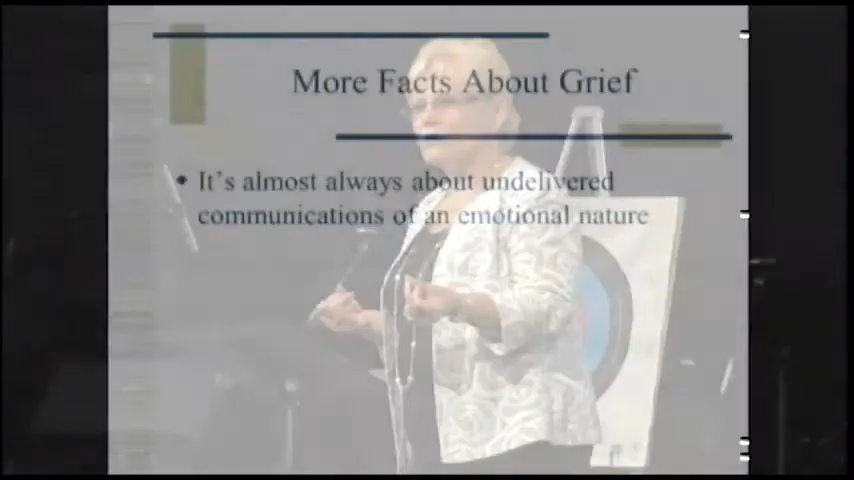 More Facts About Grief
• It's almost always about undelivered
communications of an emotional nature